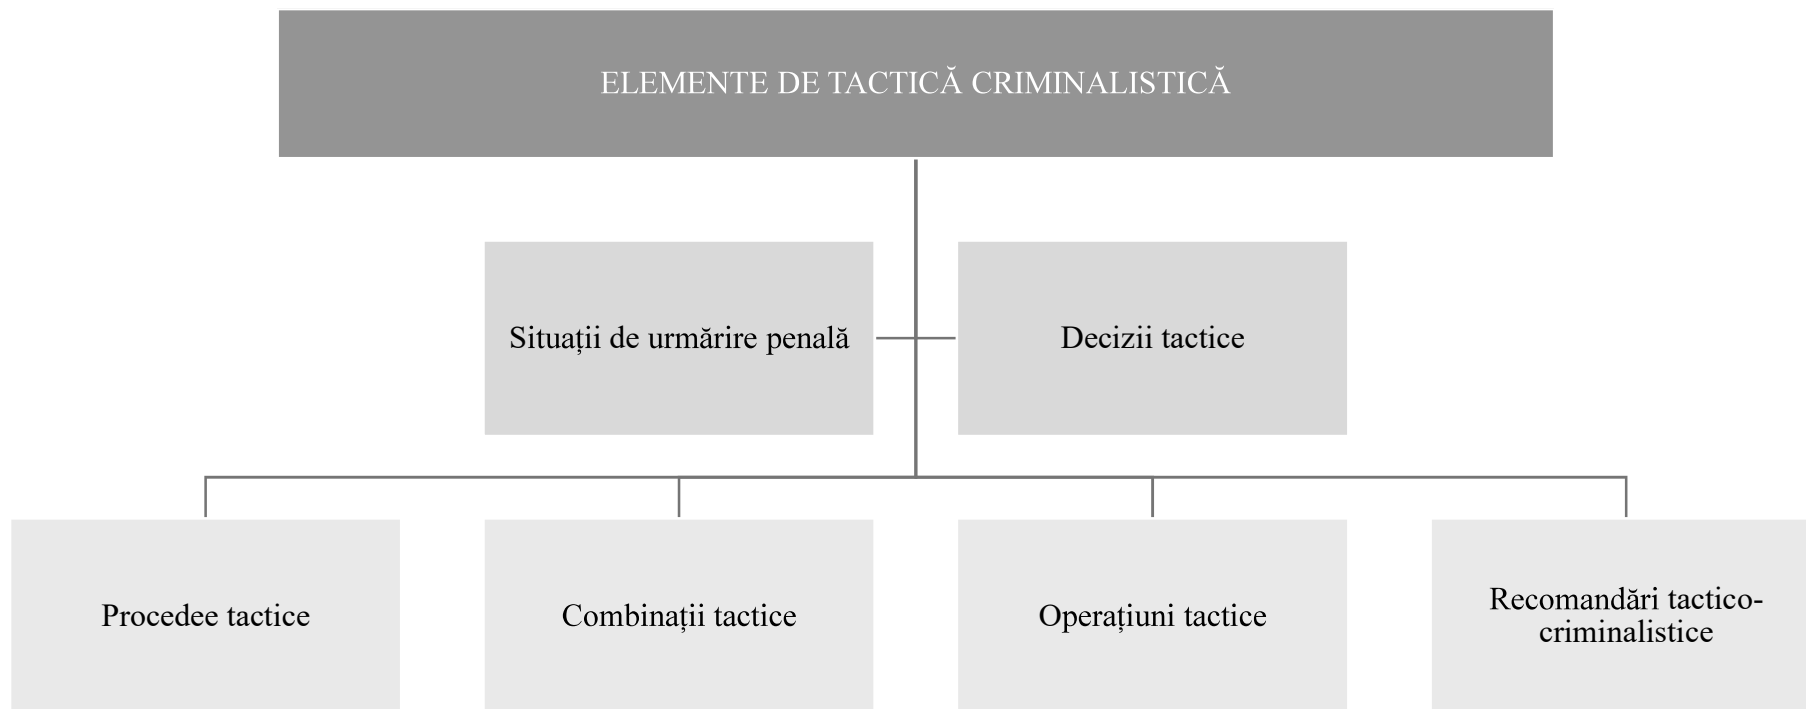 ELEMENTE DE TACTICĂ CRIMINALISTICĂ
Situații de urmărire penală
Decizii tactice
Procedee tactice
Combinații tactice
Operațiuni tactice
Recomandări tactico-
criminalistice